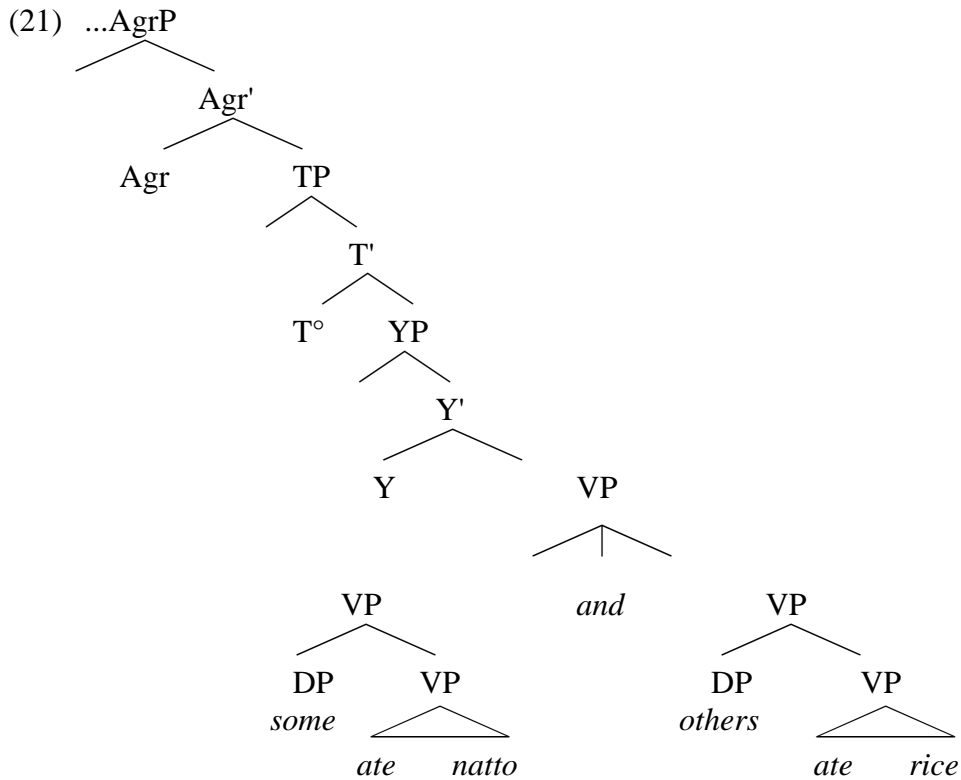 (21) ...AgrP
Agr'
Agr TP
T'
T° YP
Y'
Y VP
VP and VP
DP VP DP VP
some others
ate natto ate rice